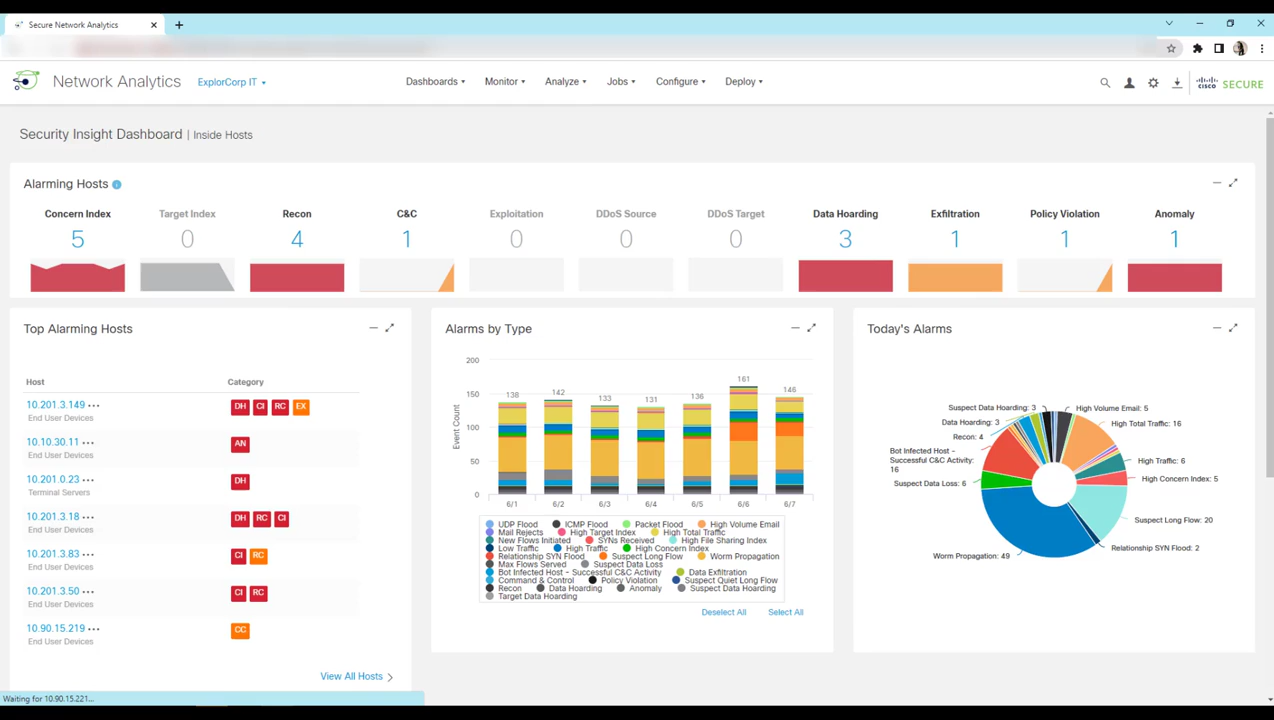 Secure Network Analytics
Network Analytics
ExplorCorp IT
Dashboards
Monitor
Analyze
Jobs
Configure
Deploy
CISCO
SECURE
Security Insight Dashboard | Inside Hosts
Alarming Hosts
Concern Index
Target Index
Recon
C&C
Exploitation
DDoS Source
DDoS Target
Data Hoarding
Exfiltration
Policy Violation
Anomaly
5
0
4
1
0
0
0
3
1
1
1
Top Alarming Hosts
Host
Category
10.201.3.149
DH CI RC EX
End User Devices
10.10.30.11
AN
End User Devices
10.201.0.23
DH
Terminal Servers
10.201.3.18
DH RC CI
End User Devices
10.201.3.83
CI RC
End User Devices
10.201.3.50
CI RC
End User Devices
10.90.15.219
CC
End User Devices
View All Hosts
Alarms by Type
Event Count
200
150
100
50
0
138
142
133
131
136
161
146
6/1
6/2
6/3
6/4
6/5
6/6
6/7
UDP Flood ICMP Flood Packet Flood High Volume Email
Mail Rejects High Target Index High Total Traffic
New Flows Initiated SYNs Received High File Sharing Index
Low Traffic High Traffic High Concern Index
Relationship SYN Flood Suspect Long Flow Worm Propagation
Max Flows Served Suspect Data Loss
Bot Infected Host - Successful C&C Activity Data Exfiltration
Command & Control Policy Violation Suspect Quiet Long Flow
Recon Data Hoarding Anomaly Suspect Data Hoarding
Target Data Hoarding
Deselect All
Select All
Today's Alarms
Suspect Data Hoarding: 3
High Volume Email: 5
Data Hoarding: 3
High Total Traffic: 16
Recon: 4
Bot Infected Host -
Successful C&C Activity:
16
High Traffic: 6
Suspect Data Loss: 6
High Concern Index: 5
Suspect Long Flow: 20
Relationship SYN Flood: 2
Worm Propagation: 49
Waiting for 10.90.15.221...